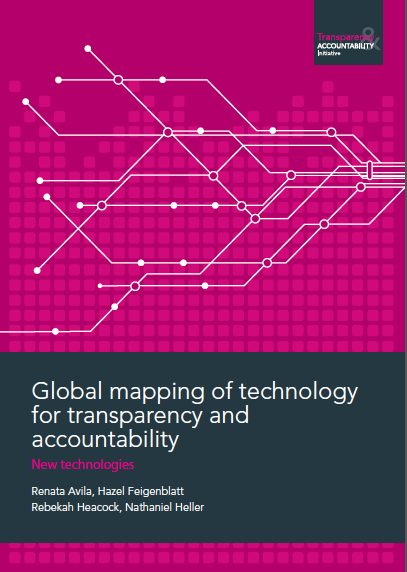 Transparency
&
ACCOUNTABILITY
Initiative
Global mapping of technology
for transparency and
accountability
New technologies
Renata Avila, Hazel Feigenblatt
Rebekah Heacock, Nathaniel Heller